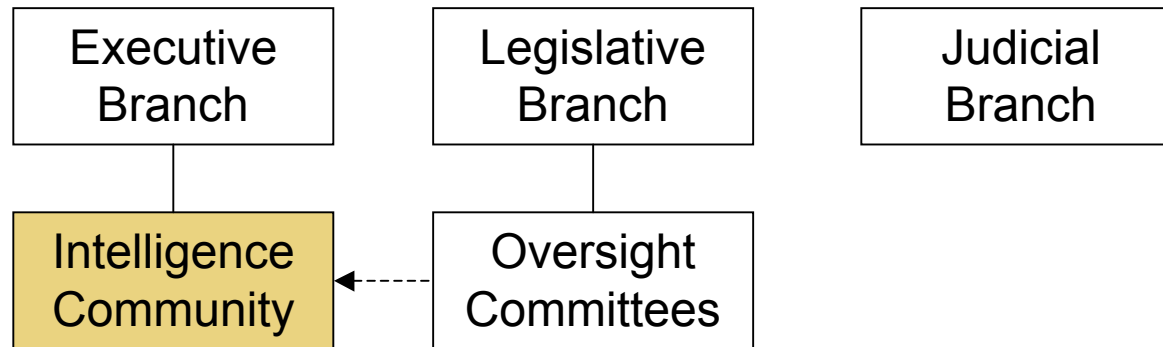 Executive
Branch
Legislative
Branch
Judicial
Branch
Intelligence
Community
Oversight
Committees